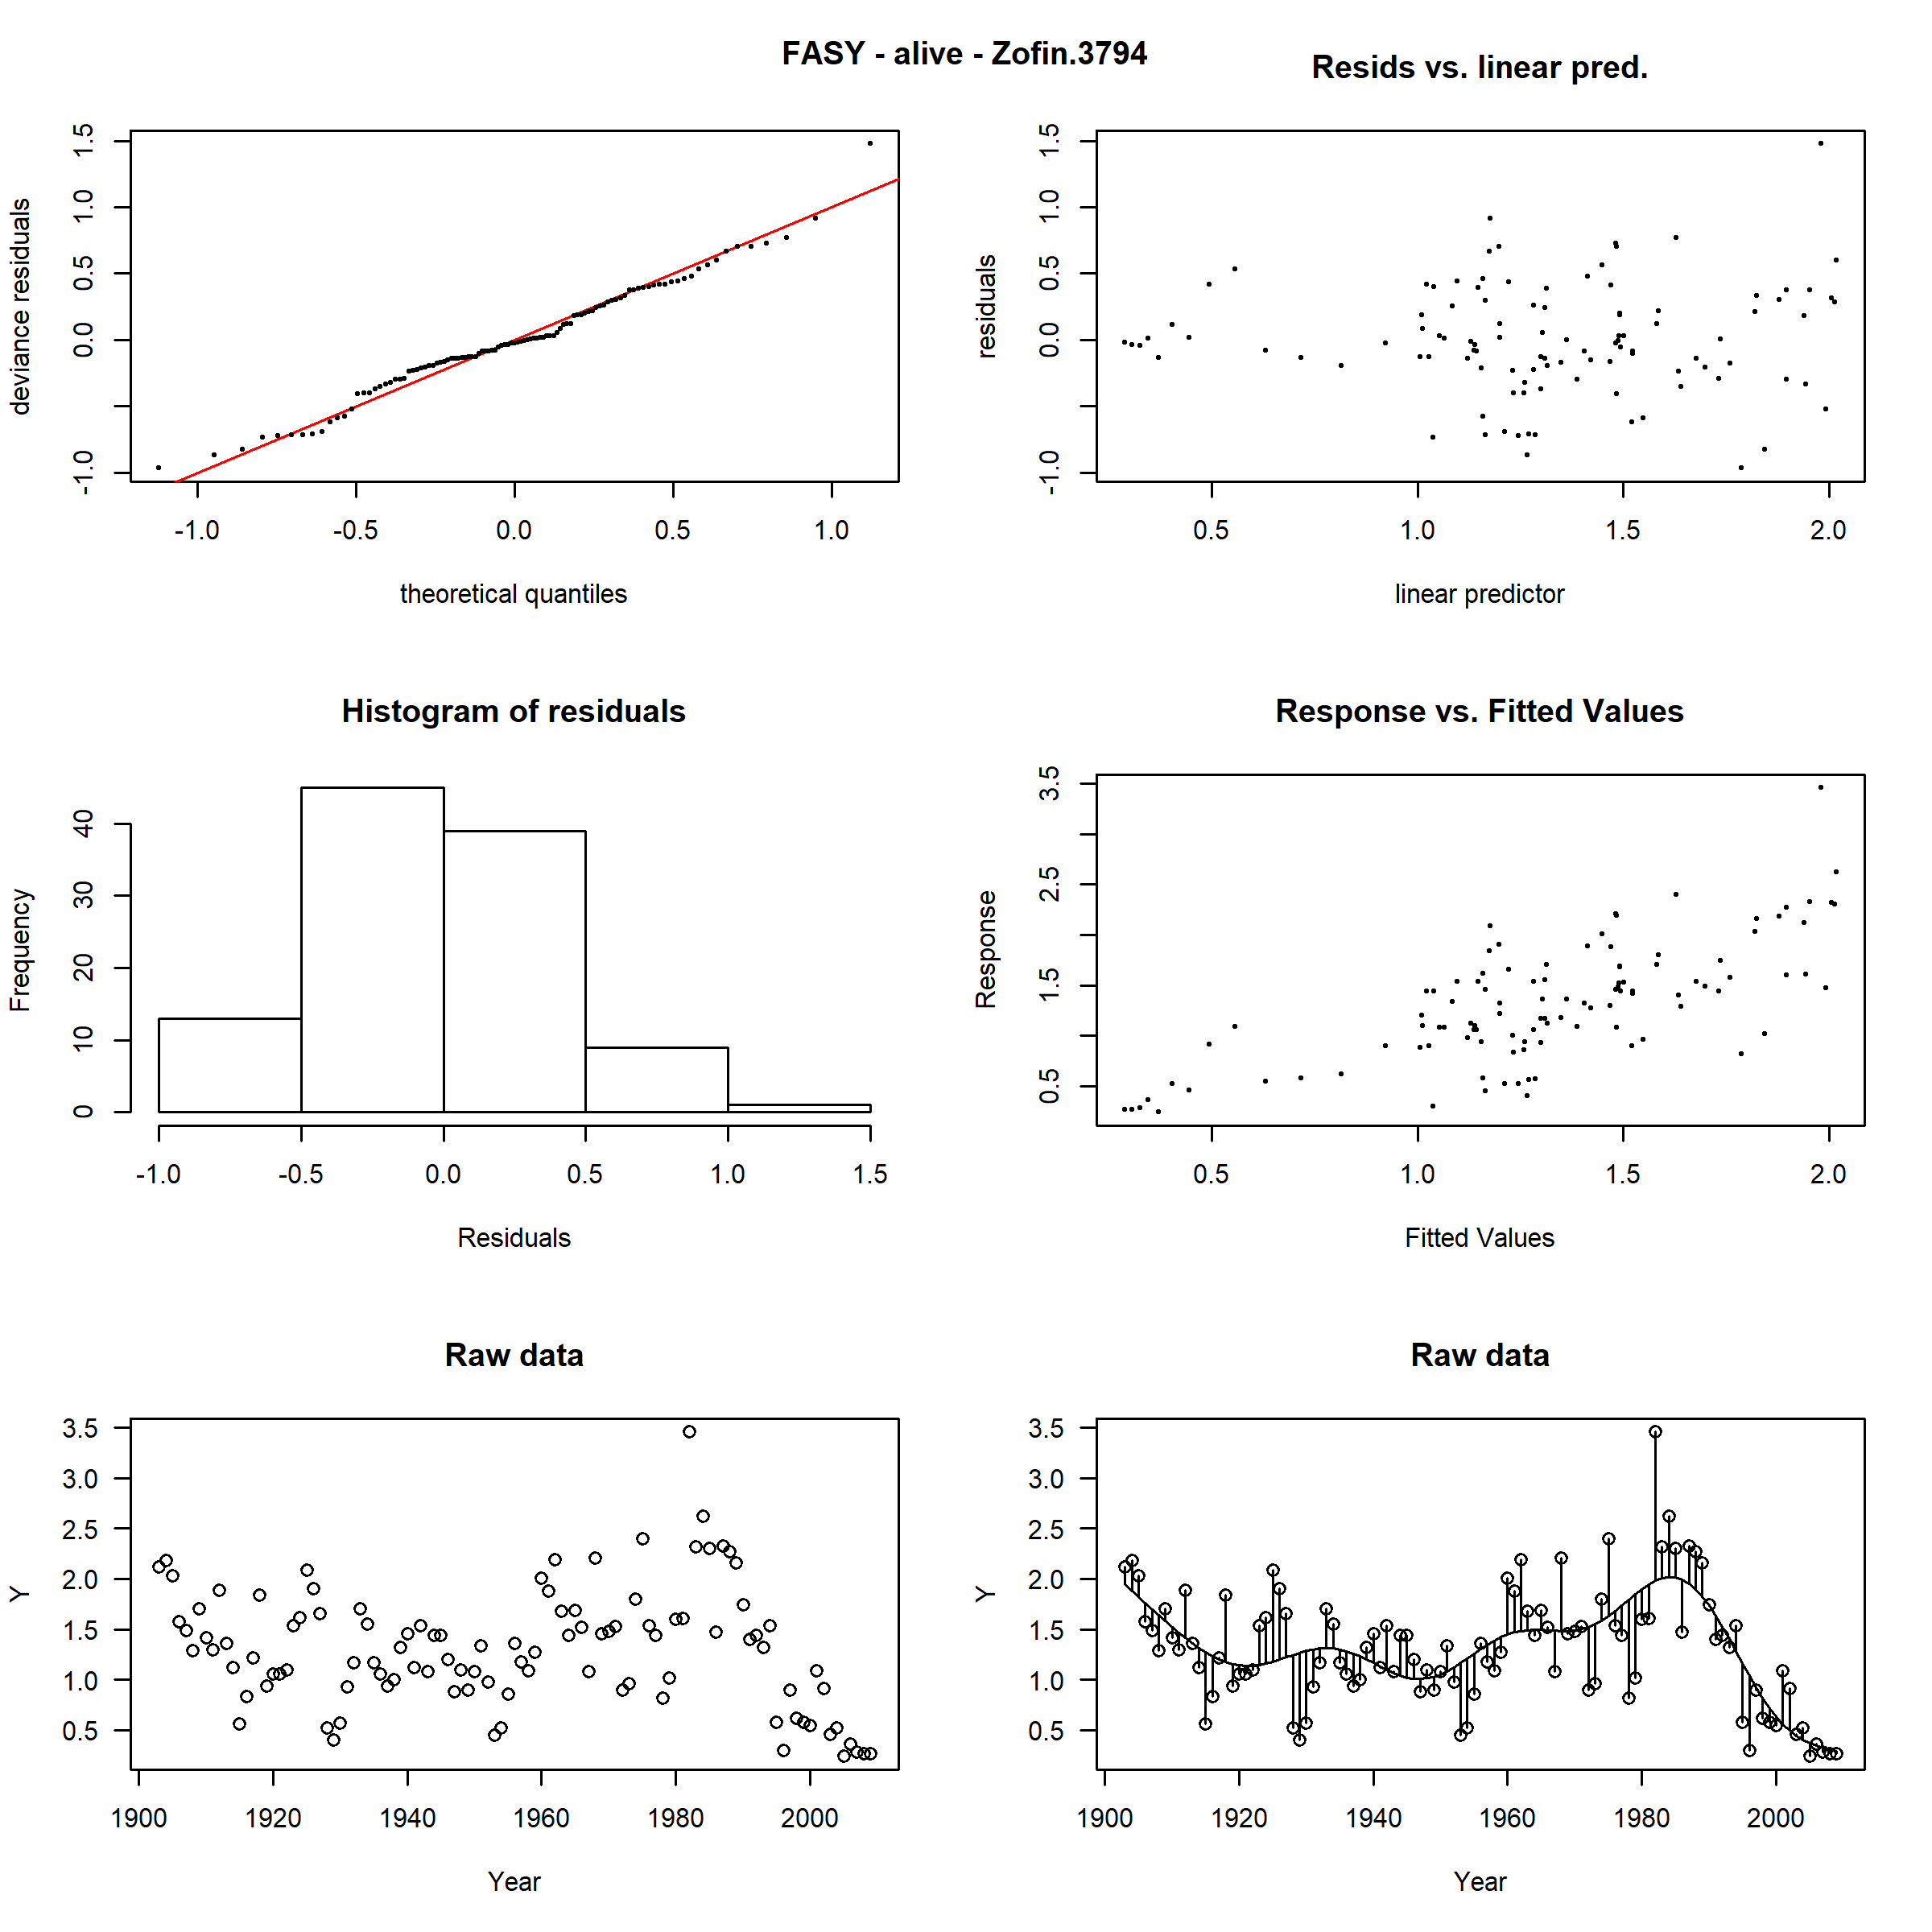 FASY - alive - Zofin.3794
Resids vs. linear pred.
deviance residuals
-1.0 0.0 0.5 1.0 1.5
-1.0 -0.5 0.0 0.5 1.0
theoretical quantiles
residuals
-1.0 0.0 0.5 1.0 1.5
0.5 1.0 1.5 2.0
linear predictor
Histogram of residuals
Frequency
0 10 20 30 40
-1.0 -0.5 0.0 0.5 1.0 1.5
Residuals
Response vs. Fitted Values
Response
0.5 1.5 2.5 3.5
0.5 1.0 1.5 2.0
Fitted Values
Raw data
Y
3.5
3.0
2.5
2.0
1.5
1.0
0.5
1900 1920 1940 1960 1980 2000
Year
Raw data
Y
3.5
3.0
2.5
2.0
1.5
1.0
0.5
1900 1920 1940 1960 1980 2000
Year